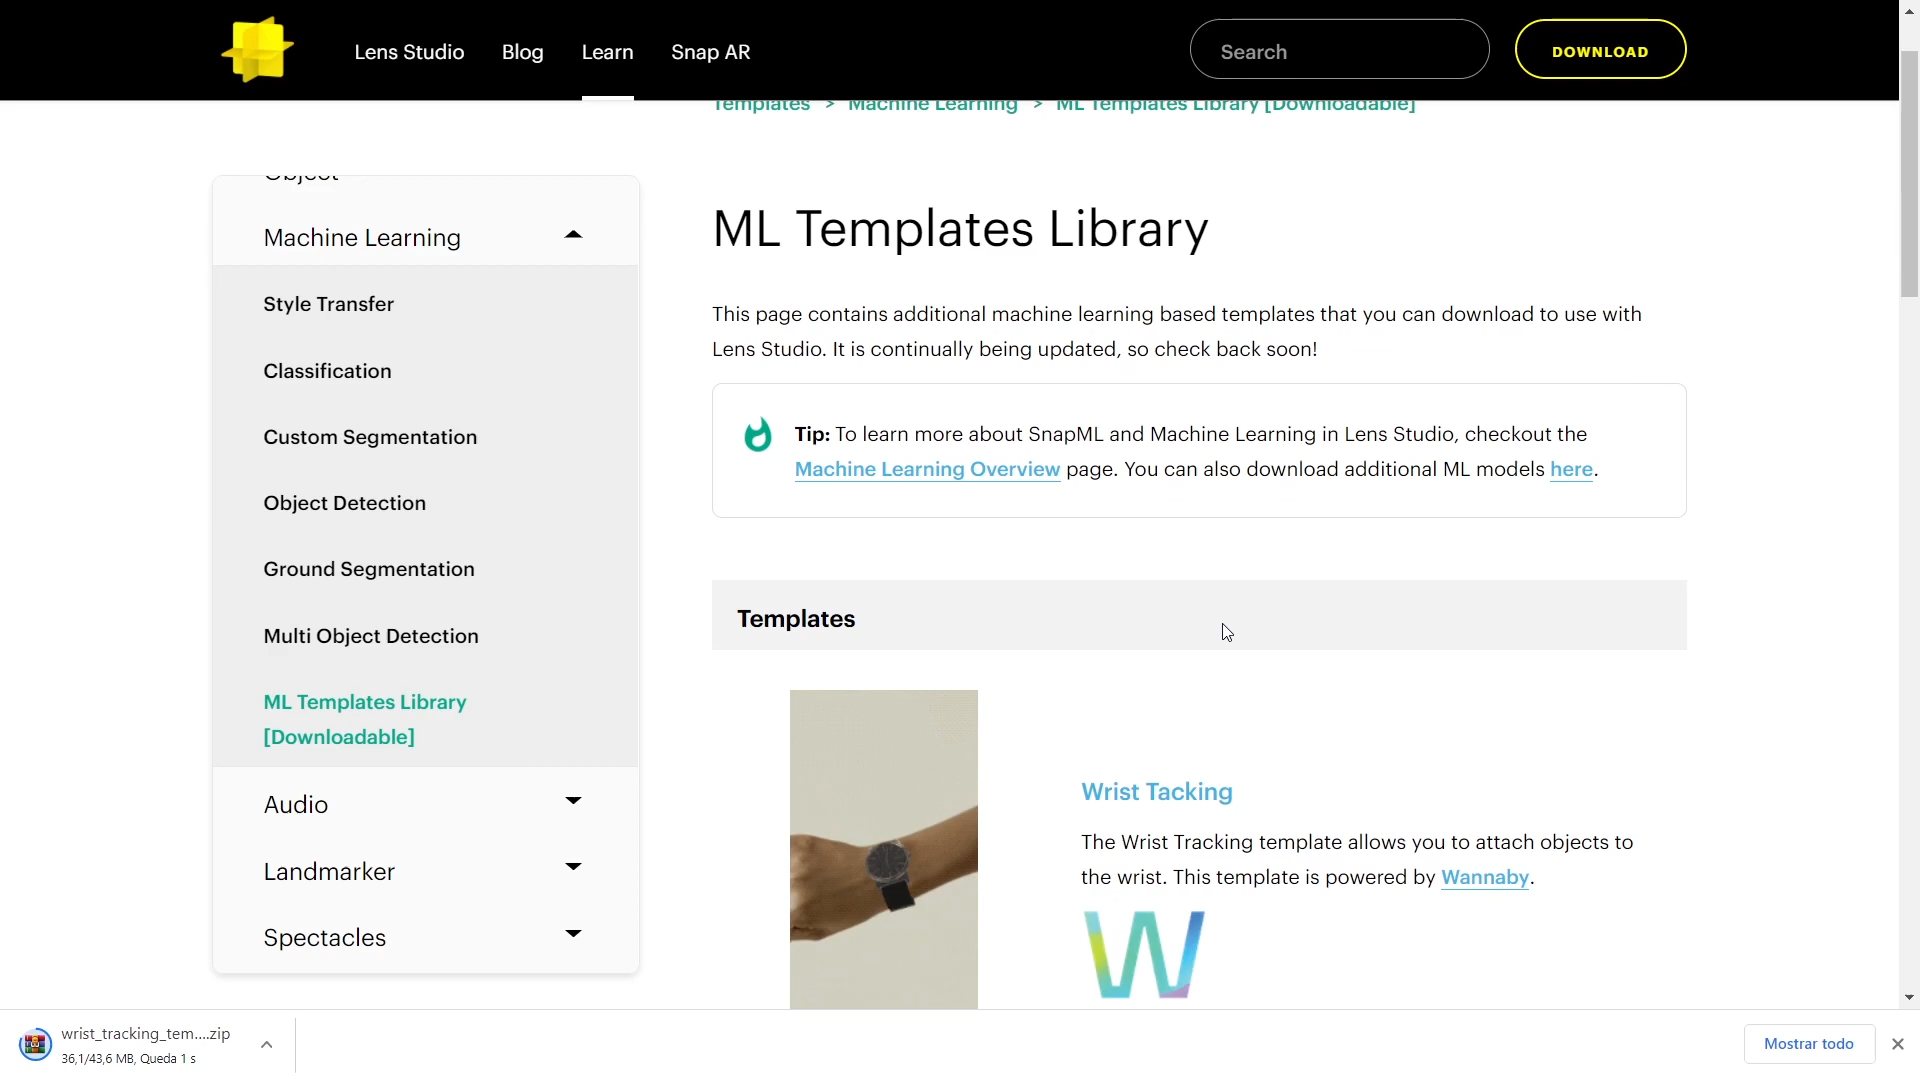 Lens Studio
Blog
Learn
Snap AR
Search
DOWNLOAD
Templates > Machine Learning > ML Templates Library [Downloadable]
Object
Machine Learning
Style Transfer
Classification
Custom Segmentation
Object Detection
Ground Segmentation
Multi Object Detection
ML Templates Library
[Downloadable]
Audio
Landmarker
Spectacles
ML Templates Library
This page contains additional machine learning based templates that you can download to use with
Lens Studio. It is continually being updated, so check back soon!
Tip: To learn more about SnapML and Machine Learning in Lens Studio, checkout the
Machine Learning Overview page. You can also download additional ML models here.
Templates
Wrist Tacking
The Wrist Tracking template allows you to attach objects to
the wrist. This template is powered by Wannaby.
W
wrist_tracking_tem....zip
36,1/43,6 MB, Queda 1 s
Mostrar todo